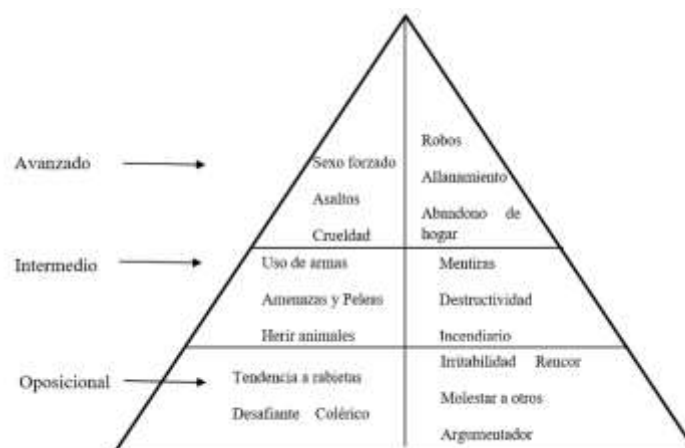 Avanzado
Sexo forzado
Asaltos
Crueldad
Robos
Allanamiento
Abandono de
hogar
Intermedio
Uso de armas
Amenazas y Peleas
Herir animales
Mentiras
Destructividad
Incendiario
Oposicional
Tendencia a rabietas
Desafiante Colérico
Irritabilidad Rencor
Molestar a otros
Argumentador